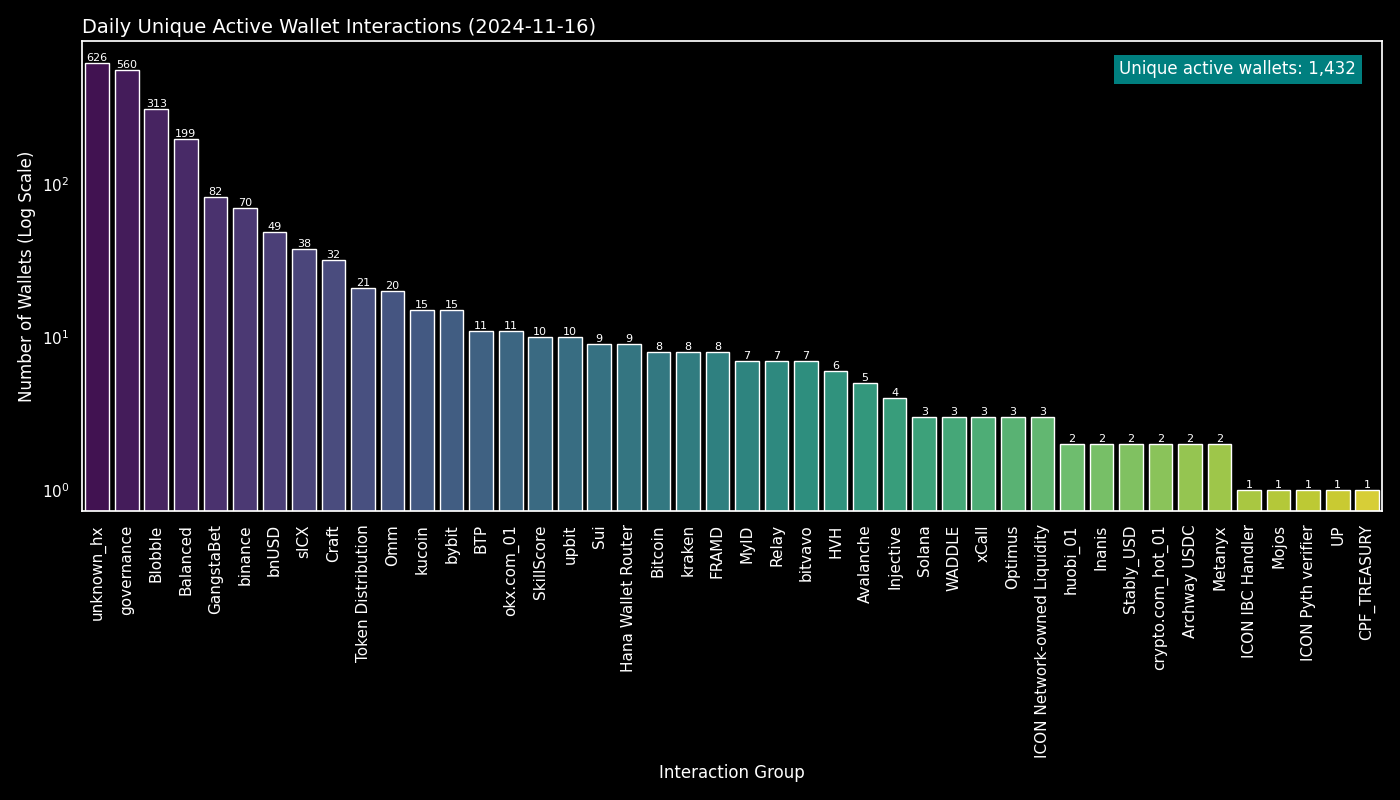 Daily Unique Active Wallet Interactions (2024-11-16)
Unique active wallets: 1,432
Number of Wallets (Log Scale)
10²
10¹
10⁰
626
560
313
199
82
70
49
38
32
21
20
15
15
11
11
10
10
9
9
8
8
8
7
7
7
6
5
4
3
3
3
3
3
2
2
2
2
2
2
1
1
1
1
1
unknown_hx
governance
Blobble
Balanced
GangstaBet
binance
bnUSD
sICX
Craft
Token Distribution
Omm
kucoin
bybit
BTP
okx.com_01
SkillScore
upbit
Sui
Hana Wallet Router
Bitcoin
kraken
FRAMD
MyID
Relay
bitvavo
HVH
Avalanche
Injective
Solana
WADDLE
xCall
Optimus
ICON Network-owned Liquidity
huobi_01
Inanis
Stably_USD
crypto.com_hot_01
Archway USDC
Metanyx
ICON IBC Handler
Mojos
ICON Pyth verifier
UP
CPF_TREASURY
Interaction Group